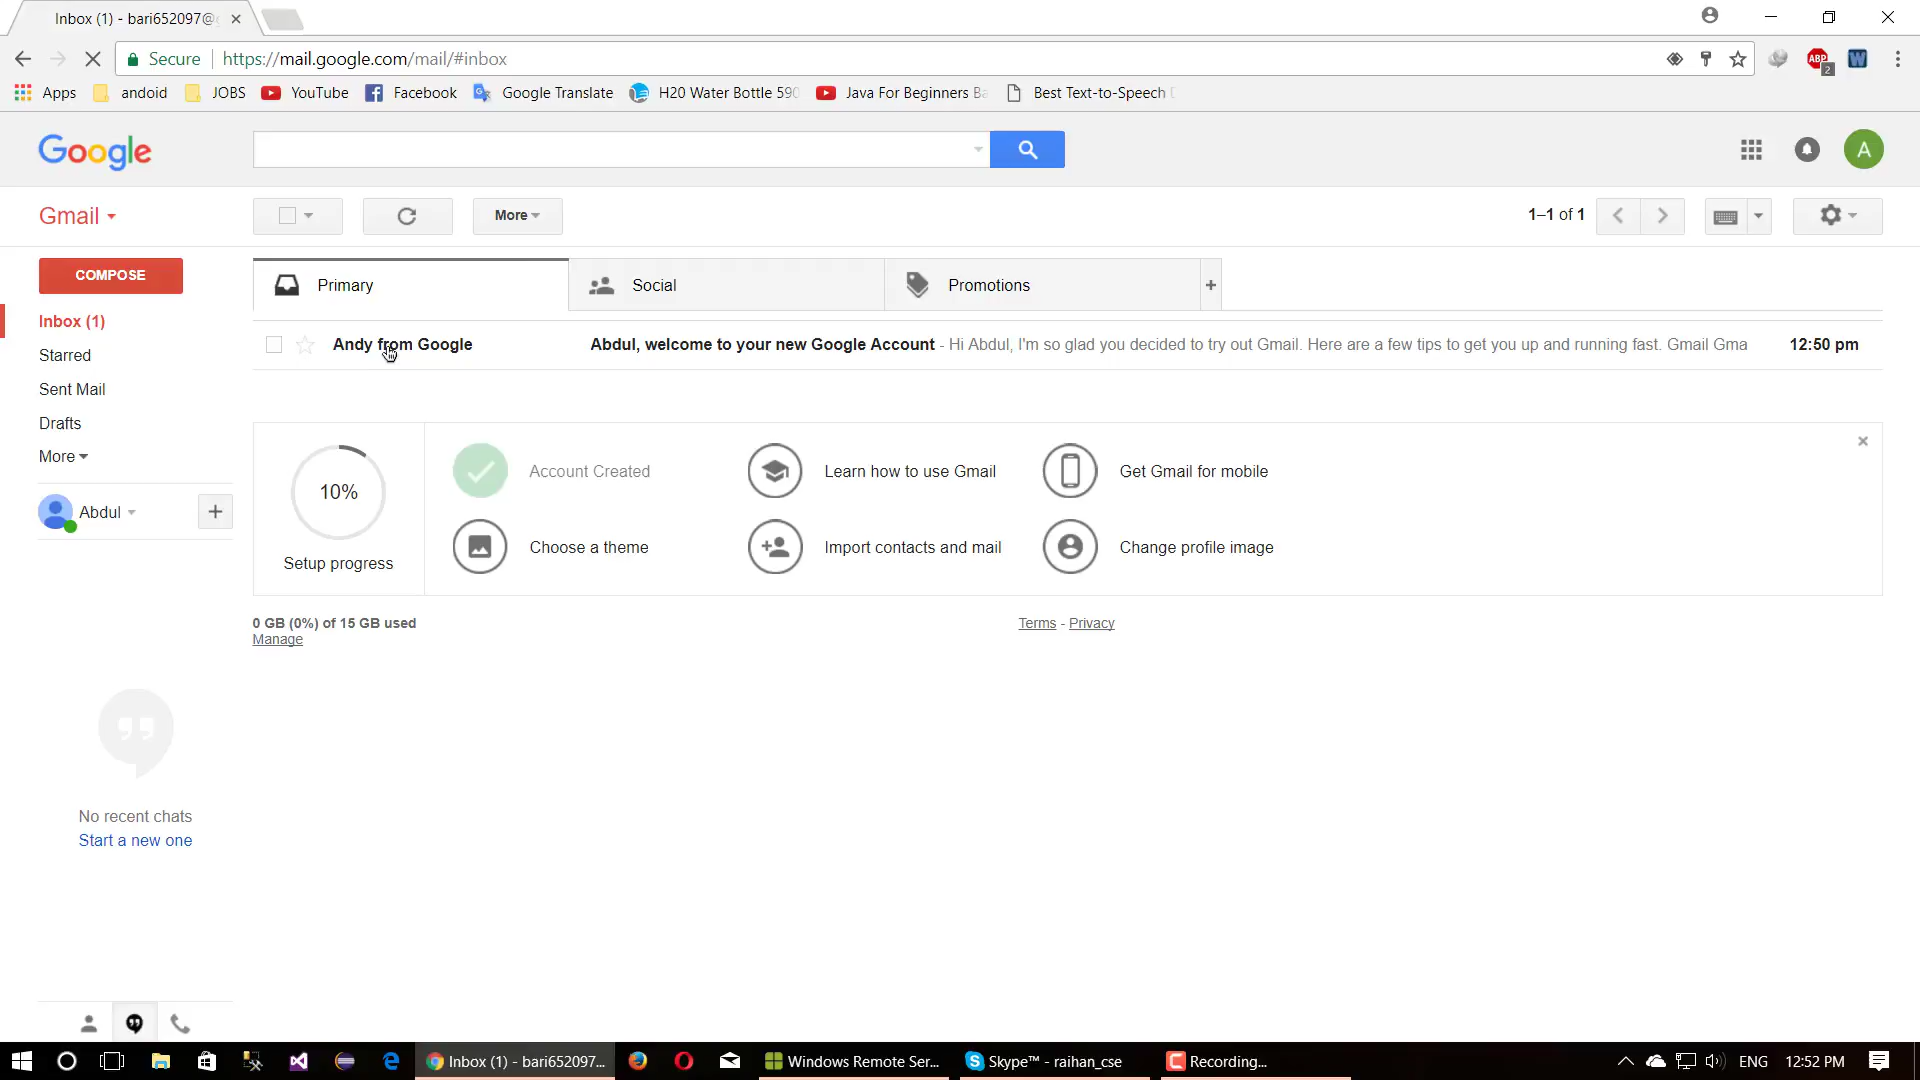 Inbox (1) - bari652097@
Secure https://mail.google.com/mail/#inbox
ABP 2 W
Apps andoid JOBS YouTube Facebook Google Translate H20 Water Bottle 590 Java For Beginners Ba Best Text-to-Speech
Google
A
Gmail
More
1–1 of 1
COMPOSE
Primary Social Promotions +
Inbox (1)
Andy from Google Abdul, welcome to your new Google Account - Hi Abdul, I'm so glad you decided to try out Gmail. Here are a few tips to get you up and running fast. Gmail Gma 12:50 pm
Starred
Sent Mail
Drafts
More
Abdul
10%
Setup progress
Account Created Learn how to use Gmail Get Gmail for mobile
Choose a theme Import contacts and mail Change profile image
0 GB (0%) of 15 GB used
Manage
Terms - Privacy
No recent chats
Start a new one
Inbox (1) - bari652097... Windows Remote Ser... Skype™ - raihan_cse Recording... ENG 12:52 PM